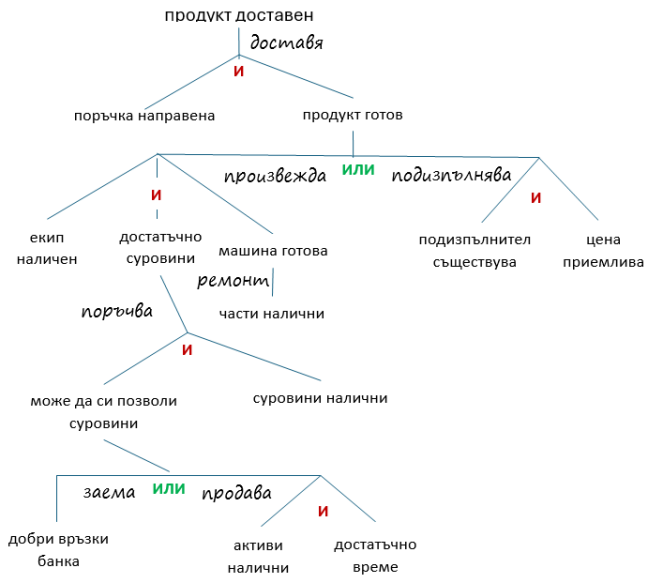 продукт доставен
доставя
И
поръчка направена
продукт готов
произвежда ИЛИ подизпълнява
И
И
екип
наличен
достатъчно
суровини
машина готова
подизпълнител
съществува
цена
приемлива
ремонт
поръчва
части налични
И
може да си позволи
суровини
суровини налични
заема ИЛИ продава
И
добри връзки
банка
активи
налични
достатъчно
време